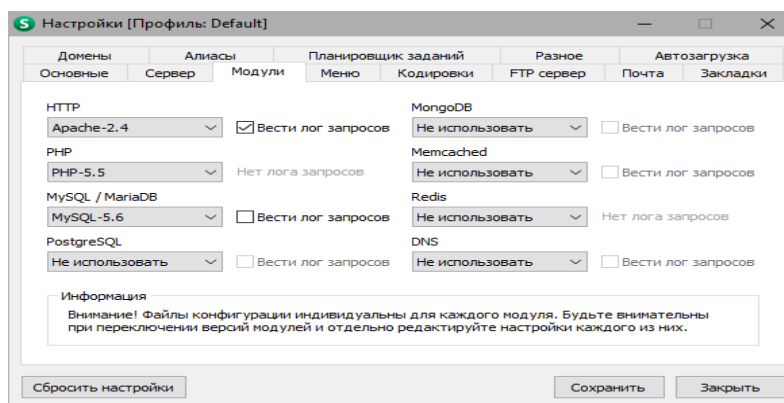 Настройки [Профиль: Default]
Домены Алиасы Планировщик заданий Разное Автозагрузка
Основные Сервер Модули Меню Кодировки FTP сервер Почта Закладки
HTTP MongoDB
Apache-2.4 Вести лог запросов Не использовать Вести лог запросов
PHP Memcached
PHP-5.5 Нет лога запросов Не использовать Вести лог запросов
MySQL / MariaDB Redis
MySQL-5.6 Вести лог запросов Не использовать Нет лога запросов
PostgreSQL DNS
Не использовать Вести лог запросов Не использовать Вести лог запросов
Информация
Внимание! Файлы конфигурации индивидуальны для каждого модуля. Будьте внимательны
при переключении версий модулей и отдельно редактируйте настройки каждого из них.
Сбросить настройки Сохранить Закрыть